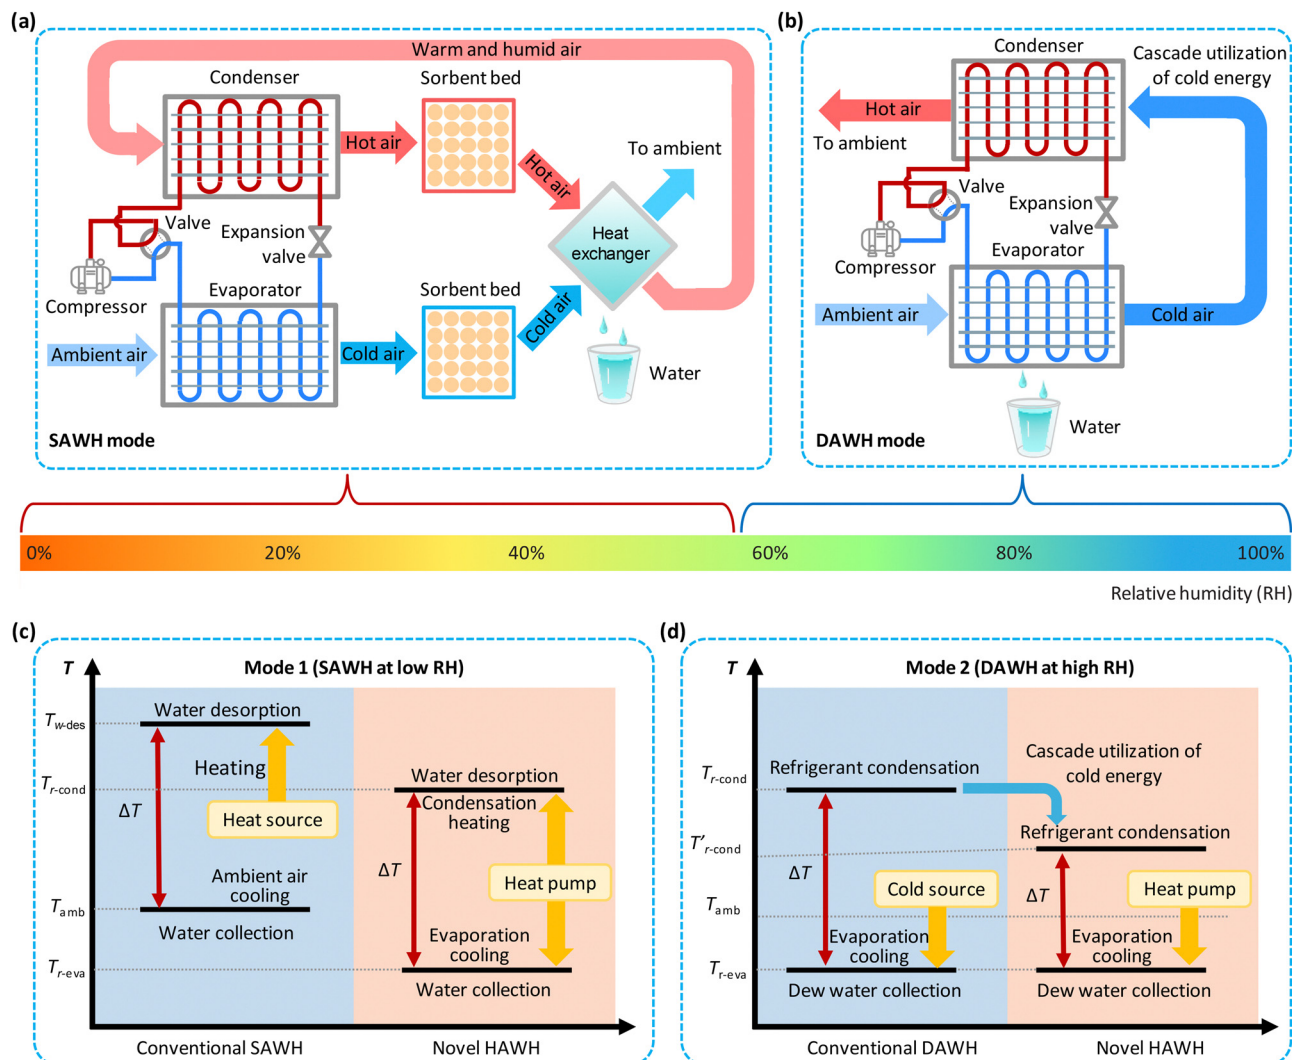 (a)
Warm and humid air
Condenser
Sorbent bed
Hot air
Hot air
To ambient
Valve
Expansion
valve
Heat
exchanger
Compressor
Evaporator
Sorbent bed
Ambient air
Cold air
Cold air
Water
SAWH mode
(b)
Condenser
Cascade utilization
of cold energy
Hot air
To ambient
Valve
Expansion
valve
Compressor
Evaporator
Ambient air
Cold air
Water
DAWH mode
0% 20% 40% 60% 80% 100%
Relative humidity (RH)
(c)
T
Mode 1 (SAWH at low RH)
Tw-des
Water desorption
Heating
Tr-cond
Water desorption
Condensation
heating
ΔT
Heat source
ΔT
Heat pump
Ambient air
cooling
Tamb
Water collection
Evaporation
cooling
Tr-eva
Water collection
Conventional SAWH
Novel HAWH
(d)
T
Mode 2 (DAWH at high RH)
Cascade utilization of
cold energy
Tr-cond
Refrigerant condensation
T'r-cond
Refrigerant condensation
ΔT
Cold source
ΔT
Heat pump
Tamb
Evaporation
cooling
Evaporation
cooling
Tr-eva
Dew water collection
Dew water collection
Conventional DAWH
Novel HAWH